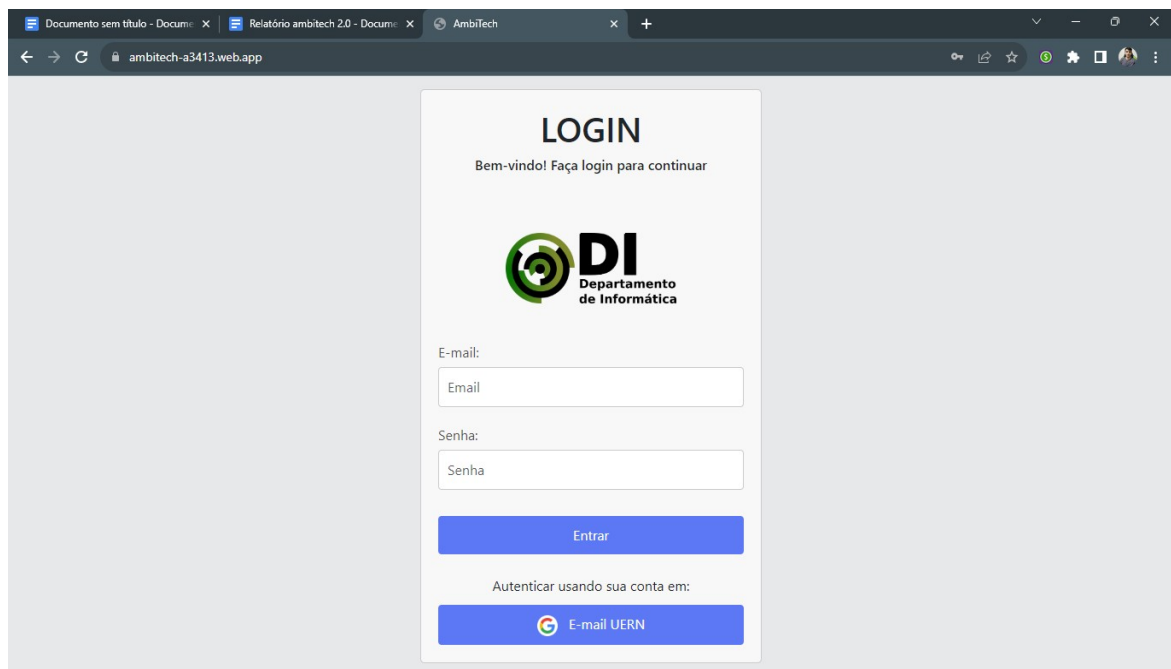 Documento sem título - Docume
Relatório ambitech 2.0 - Docume
AmbiTech
ambitech-a3413.web.app
LOGIN
Bem-vindo! Faça login para continuar
DI
Departamento
de Informática
E-mail:
Email
Senha:
Senha
Entrar
Autenticar usando sua conta em:
E-mail UERN